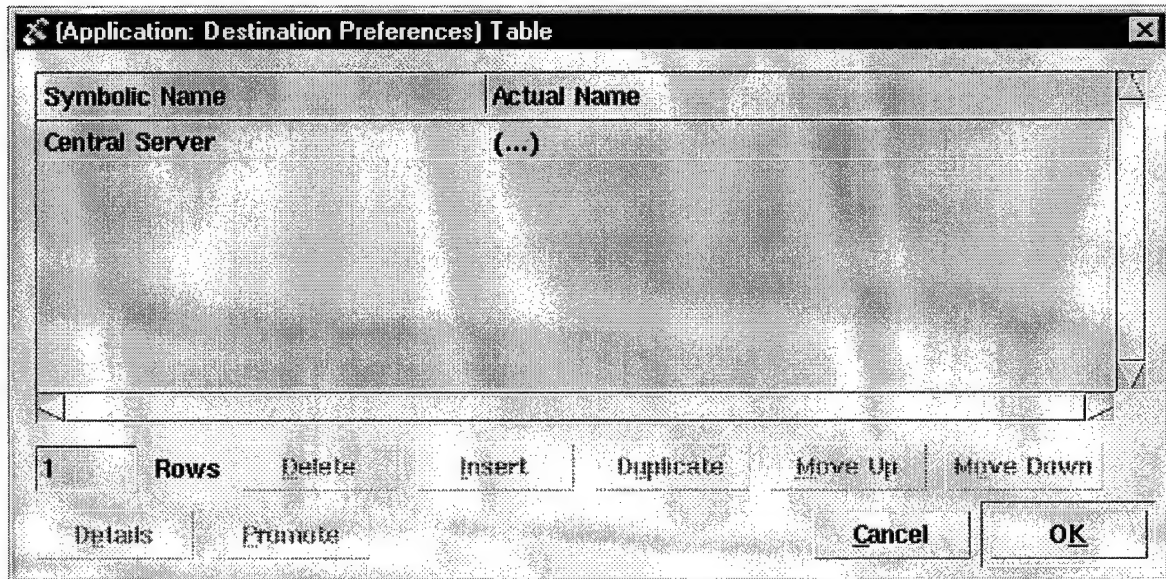 (Application: Destination Preferences) Table
Symbolic Name Actual Name
Central Server (...)
1 Rows Delete Insert Duplicate Move Up Move Down
Details Promote Cancel OK